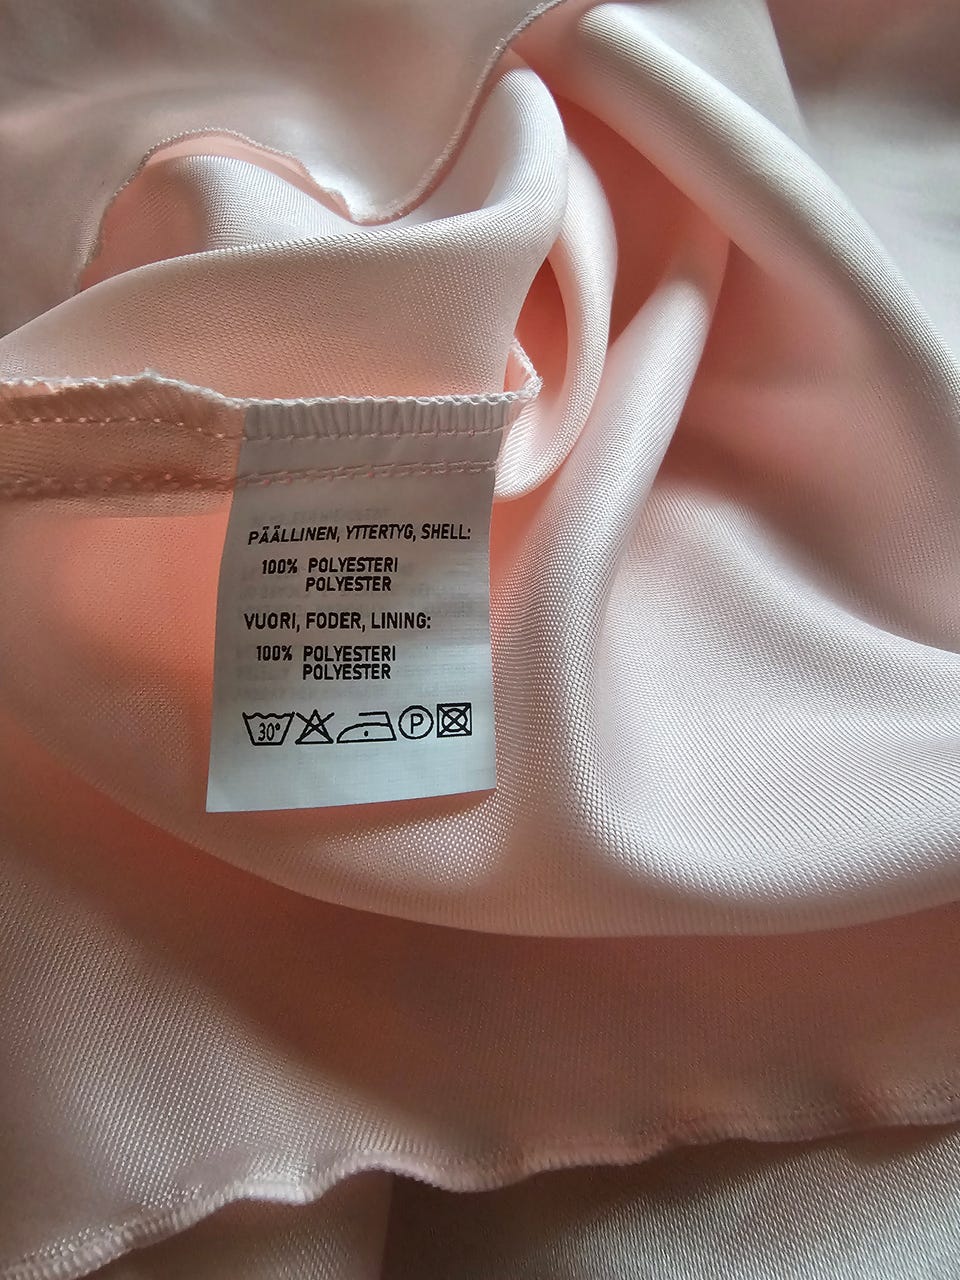 PÄÄLLINEN, YTTERTYG, SHELL:
100% POLYESTERI
POLYESTER
VUORI, FODER, LINING:
100% POLYESTERI
POLYESTER
30° P